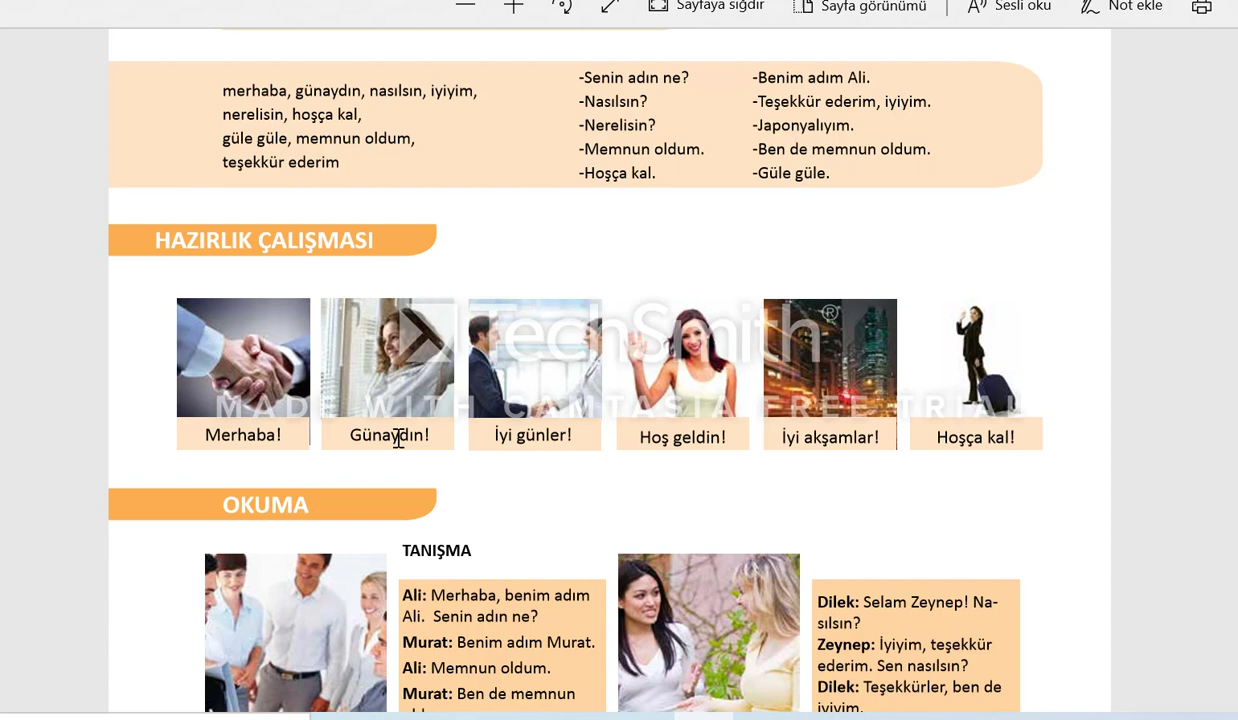 Sayfaya sığdır
Sayfa görünümü
Sesli oku
Not ekle
merhaba, günaydın, nasılsın, iyiyim,
nerelisin, hoşça kal,
güle güle, memnun oldum,
teşekkür ederim
-Senin adın ne?
-Nasılsın?
-Nerelisin?
-Memnun oldum.
-Hoşça kal.
-Benim adım Ali.
-Teşekkür ederim, iyiyim.
-Japonyalıyım.
-Ben de memnun oldum.
-Güle güle.
HAZIRLIK ÇALIŞMASI
TechSmith®
MADE WITH CAMTASIA FREE TRIAL
Merhaba!
Günaydın!
İyi günler!
Hoş geldin!
İyi akşamlar!
Hoşça kal!
OKUMA
TANIŞMA
Ali: Merhaba, benim adım
Ali. Senin adın ne?
Murat: Benim adım Murat.
Ali: Memnun oldum.
Murat: Ben de memnun
Dilek: Selam Zeynep! Na-
sılsın?
Zeynep: İyiyim, teşekkür
ederim. Sen nasılsın?
Dilek: Teşekkürler, ben de
iyiyim.